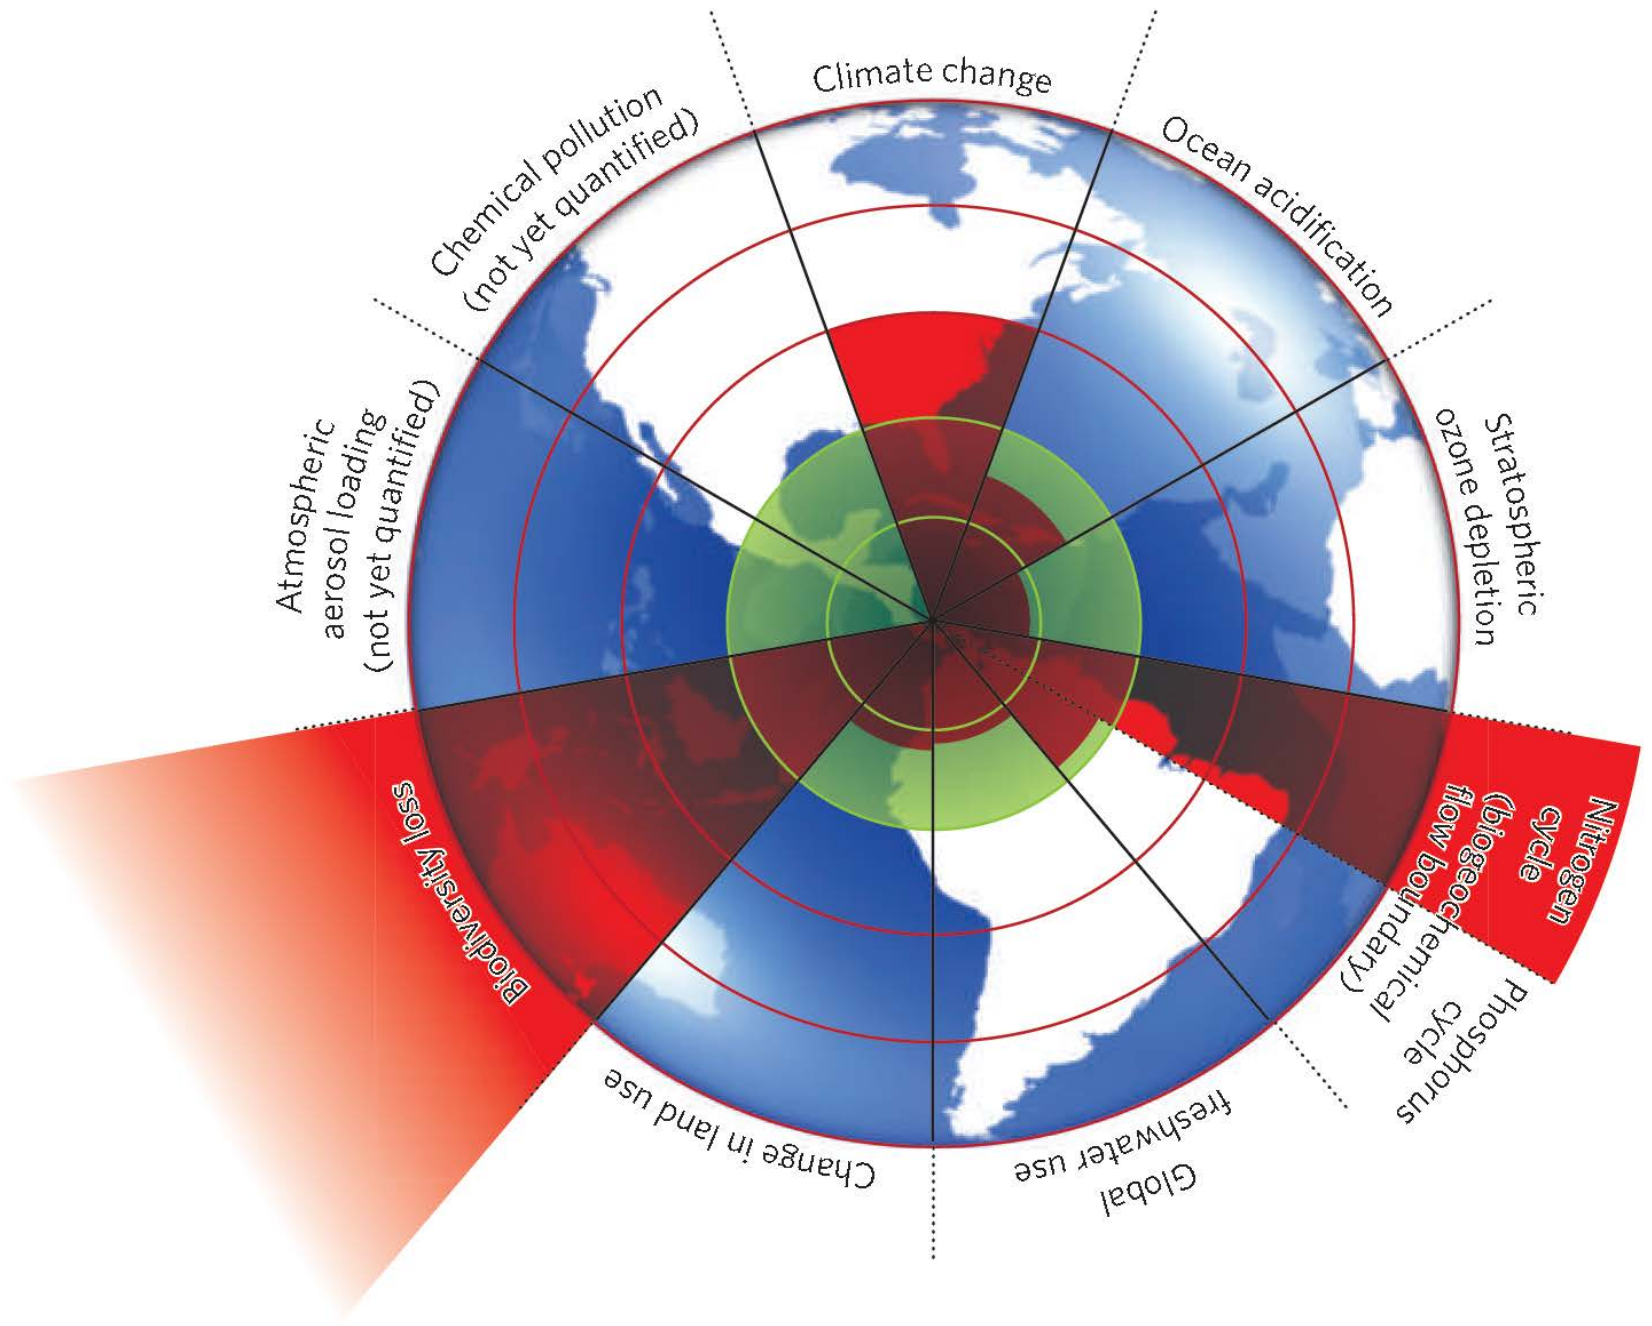 Climate change
Ocean acidification
Stratospheric
ozone depletion
Nitrogen
cycle
(biogeochemical
flow boundary)
Phosphorus
cycle
Global
freshwater use
Change in land use
Biodiversity loss
Atmospheric
aerosol loading
(not yet quantified)
Chemical pollution
(not yet quantified)